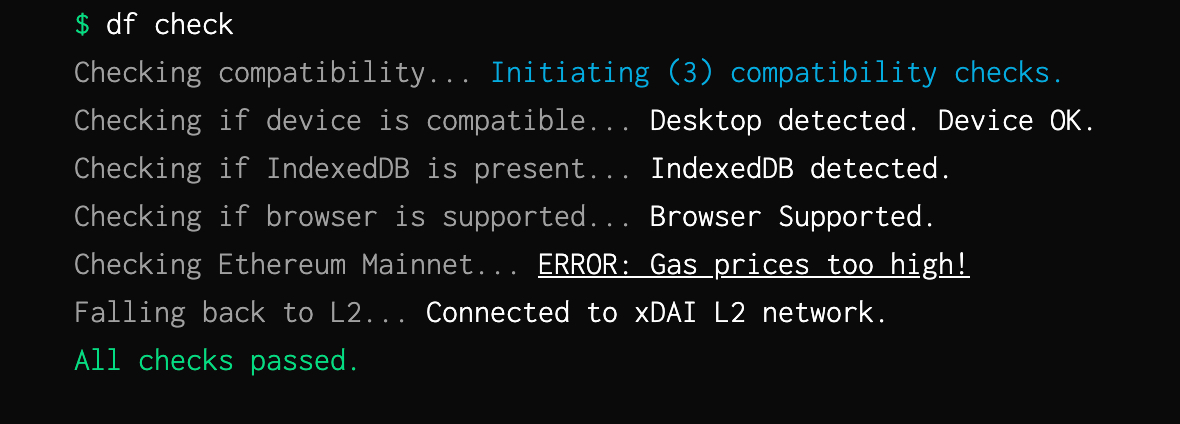 $ df check
Checking compatibility... Initiating (3) compatibility checks.
Checking if device is compatible... Desktop detected. Device OK.
Checking if IndexedDB is present... IndexedDB detected.
Checking if browser is supported... Browser Supported.
Checking Ethereum Mainnet... ERROR: Gas prices too high!
Falling back to L2... Connected to xDAI L2 network.
All checks passed.